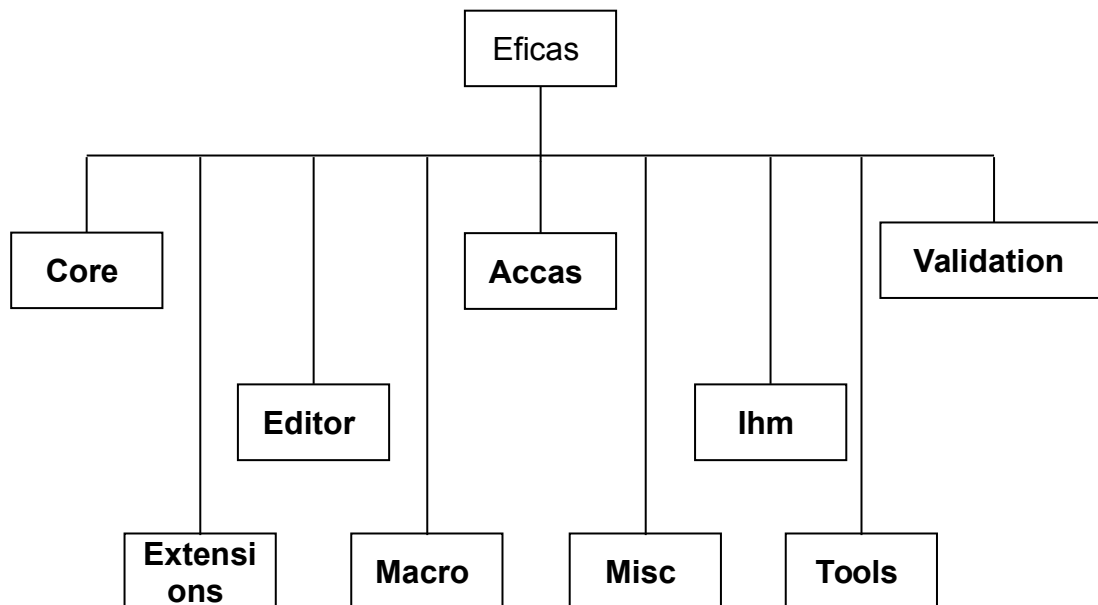 Eficas
Core
Accas
Validation
Editor
Ihm
Extensi
ons
Macro
Misc
Tools